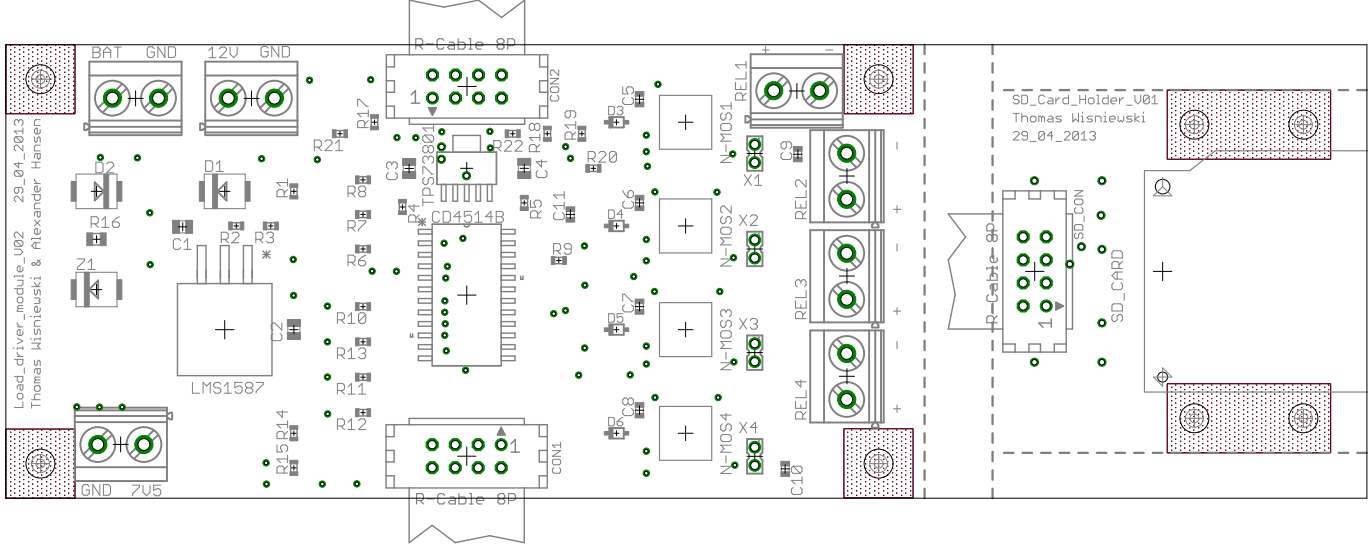 R-Cable 8P
BAT GND
12V GND
CON2
1
REL1
+ -
SD_Card_Holder_V01
Thomas Wisniewski
29_04_2013
Load_driver_module_V02 29_04_2013
Thomas Wisniewski & Alexander Hansen
R17
R21
TPS73801
R22
R18
R19
C5
D3
N-MOS1
X1
C9
D2
D1
R1
R8
C3
C4
R20
R16
C1
R2
R3
R7
R4
*
CD4514B
R5
C11
C6
D4
N-MOS2
X2
REL2
-
+
Z1
*
R6
R9
R-Cable 8P
1
SD_CON
SD_CARD
C2
LMS1587
R10
R13
R11
R12
C7
D5
N-MOS3
X3
REL3
-
+
R14
R15
C8
D6
N-MOS4
X4
REL4
-
+
C10
GND 7V5
1
CON1
R-Cable 8P